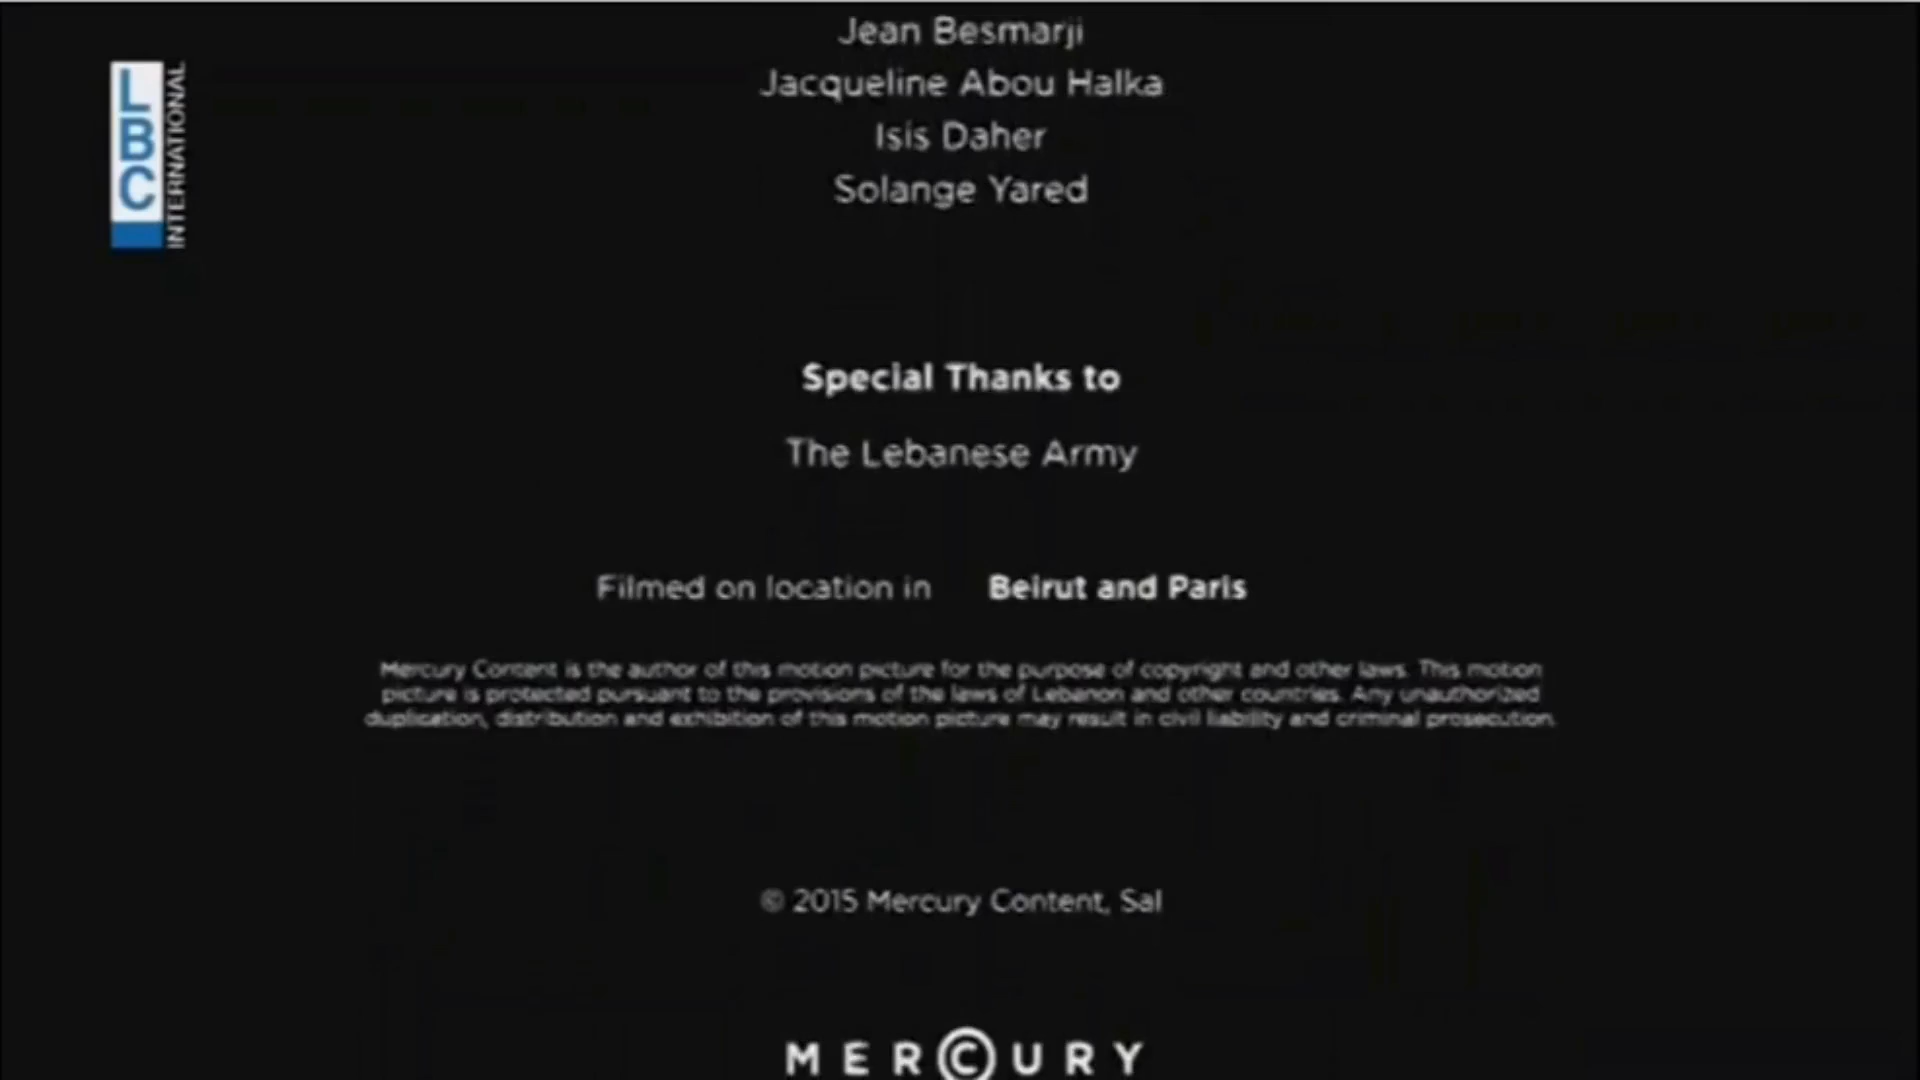 Jean Besmarji
Jacqueline Abou Halka
Isis Daher
Solange Yared
LBC
INTERNATIONAL
Special Thanks to
The Lebanese Army
Filmed on location in Beirut and Paris
Mercury Content is the author of this motion picture for the purpose of copyright and other laws. This motion
picture is protected pursuant to the provisions of the laws of Lebanon and other countries. Any unauthorized
duplication, distribution and exhibition of this motion picture may result in civil liability and criminal prosecution.
© 2015 Mercury Content, Sal
MERCURY